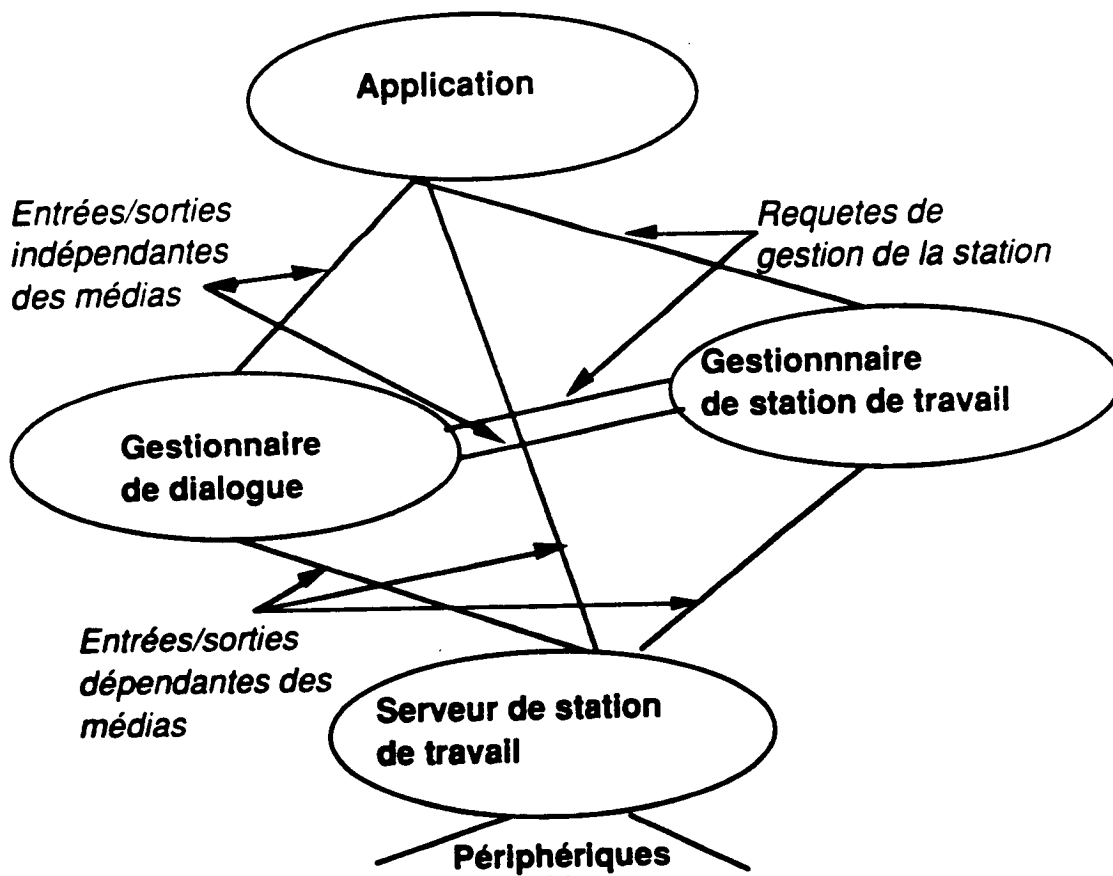 Application
Entrées/sorties
indépendantes
des médias
Requetes de
gestion de la station
Gestionnnaire
de station de travail
Gestionnaire
de dialogue
Entrées/sorties
dépendantes des
médias
Serveur de station
de travail
Périphériques